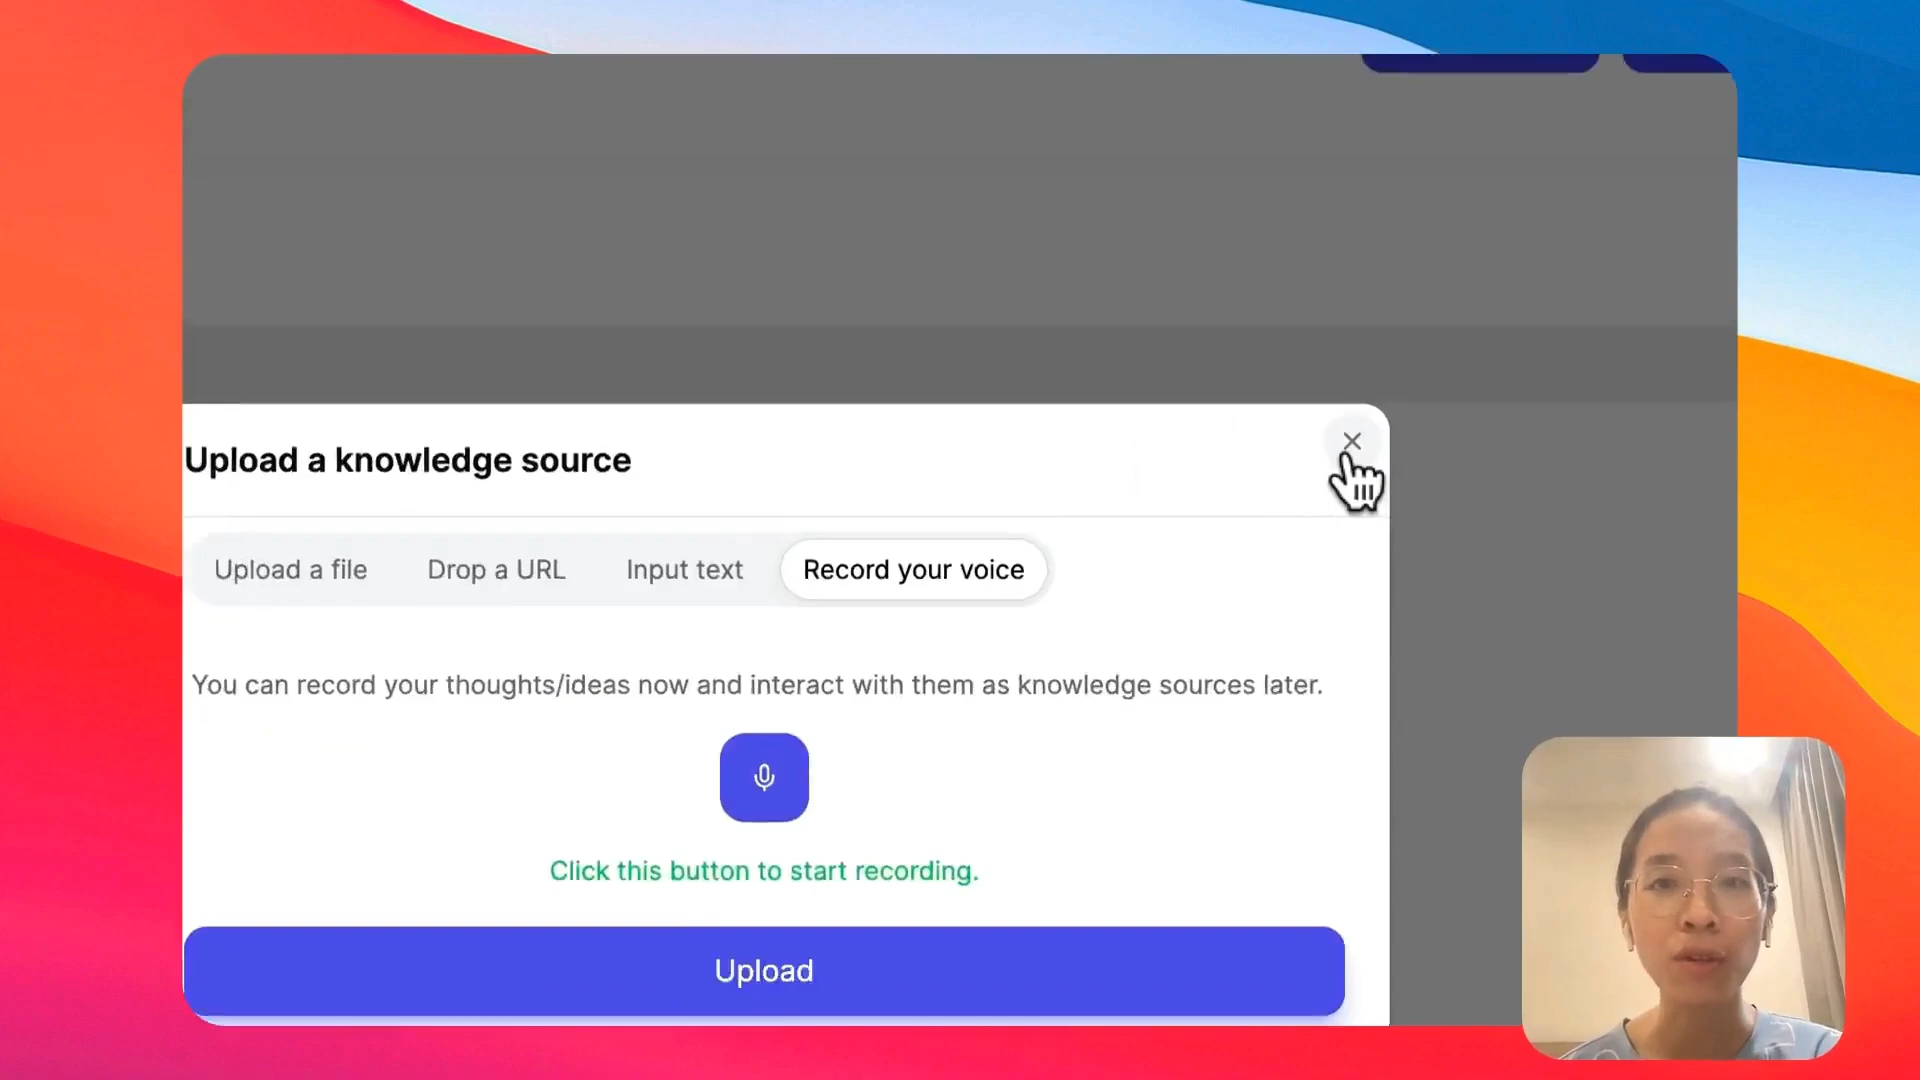 Upload a knowledge source
Upload a file Drop a URL Input text Record your voice
You can record your thoughts/ideas now and interact with them as knowledge sources later.
Click this button to start recording.
Upload